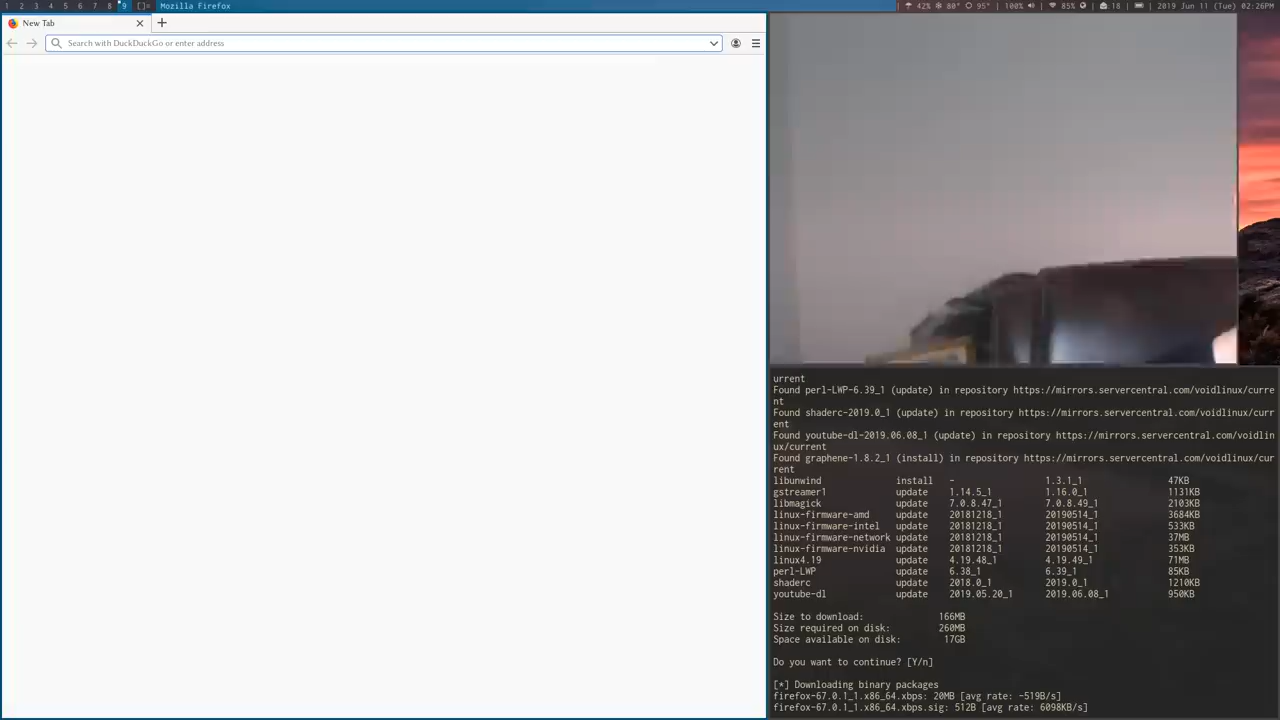 1 2 3 4 5 6 7 8 9 []= Mozilla Firefox
42% 80° 95° 100% 85% 18 2019 Jun 11 (Tue) 02:26PM
New Tab
Search with DuckDuckGo or enter address
urrent
Found perl-LWP-6.39_1 (update) in repository https://mirrors.servercentral.com/voidlinux/curre
nt
Found shaderc-2019.0_1 (update) in repository https://mirrors.servercentral.com/voidlinux/curr
ent
Found youtube-dl-2019.06.08_1 (update) in repository https://mirrors.servercentral.com/voidlin
ux/current
Found graphene-1.8.2_1 (install) in repository https://mirrors.servercentral.com/voidlinux/cur
rent
libunwind install - 1.3.1_1 47KB
gstreamer1 update 1.14.5_1 1.16.0_1 1131KB
libmagick update 7.0.8.47_1 7.0.8.49_1 2103KB
linux-firmware-amd update 20181218_1 20190514_1 3684KB
linux-firmware-intel update 20181218_1 20190514_1 533KB
linux-firmware-network update 20181218_1 20190514_1 37MB
linux-firmware-nvidia update 20181218_1 20190514_1 353KB
linux4.19 update 4.19.48_1 4.19.49_1 71MB
perl-LWP update 6.38_1 6.39_1 85KB
shaderc update 2018.0_1 2019.0_1 1210KB
youtube-dl update 2019.05.20_1 2019.06.08_1 950KB
Size to download: 166MB
Size required on disk: 260MB
Space available on disk: 17GB
Do you want to continue? [Y/n]
[*] Downloading binary packages
firefox-67.0.1_1.x86_64.xbps: 20MB [avg rate: -519B/s]
firefox-67.0.1_1.x86_64.xbps.sig: 512B [avg rate: 6098KB/s]